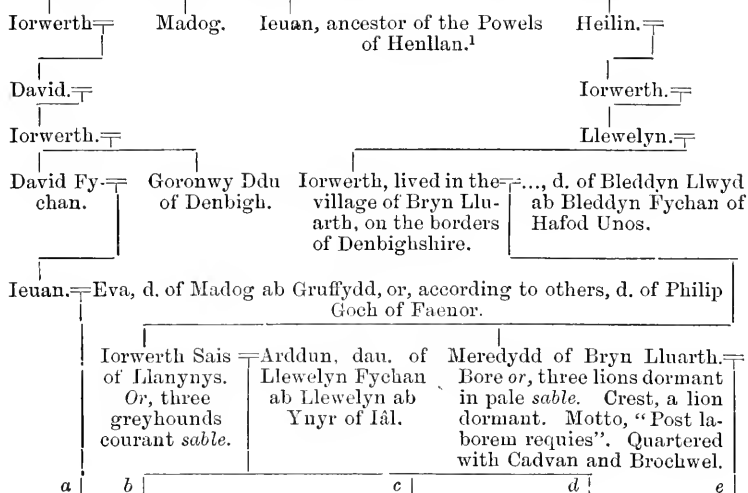 Iorwerth Madog. Ieuan, ancestor of the Powels Heilin.
of Henllan.¹
David. Iorwerth.
Iorwerth. Llewelyn.
David Fy- Goronwy Ddu Iorwerth, lived in the ..., d. of Bleddyn Llwyd
chan. of Denbigh. village of Bryn Llu- ab Bleddyn Fychan of
arth, on the borders Hafod Unos.
of Denbighshire.
Ieuan. Eva, d. of Madog ab Gruffydd, or, according to others, d. of Philip
Goch of Faenor.
Iorwerth Sais Arddun, dau. of Meredydd of Bryn Lluarth.
of Llanynys. Llewelyn Fychan Bore or, three lions dormant
Or, three ab Llewelyn ab in pale sable. Crest, a lion
greyhounds Ynyr of Iâl. dormant. Motto, “Post la-
courant sable. borem requies”. Quartered
with Cadvan and Brochwel.
a b c d e